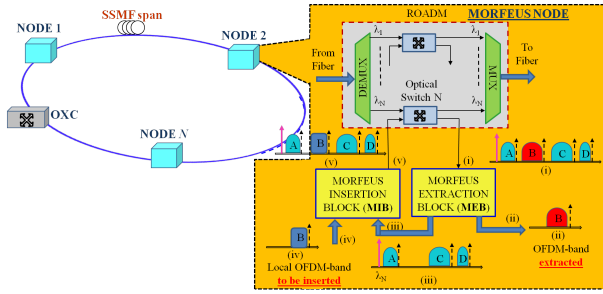 SSMF span
NODE 1
NODE 2
OXC
NODE N
ROADM
MORFEUS NODE
From
Fiber
To
Fiber
λ1
λ1
DEMUX
MUX
Optical
Switch N
λN
λN
A
B
C
D
(v)
(v)
(i)
A
B
C
D
(i)
MORFEUS
INSERTION
BLOCK (MIB)
MORFEUS
EXTRACTION
BLOCK (MEB)
(iii)
(ii)
(iv)
B
(iv)
Local OFDM-band
to be inserted
A
C
D
λN
(iii)
B
(ii)
OFDM-band
extracted